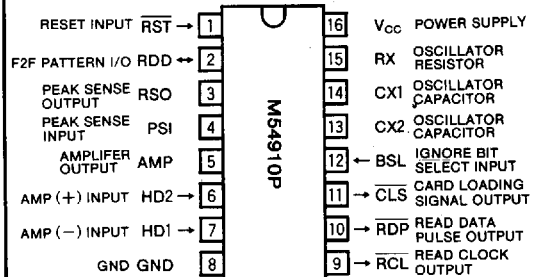 RESET INPUT RST → 1
F2F PATTERN I/O RDD ↔ 2
PEAK SENSE
OUTPUT RSO 3
PEAK SENSE
INPUT PSI 4
AMPLIFER
OUTPUT AMP 5
AMP (+) INPUT HD2 → 6
AMP (−) INPUT HD1 → 7
GND GND 8
M54910P
16 Vcc POWER SUPPLY
15 RX OSCILLATOR
RESISTOR
14 CX1 OSCILLATOR
CAPACITOR
13 CX2 OSCILLATOR
CAPACITOR
12 ← BSL IGNORE BIT
SELECT INPUT
11 → CLS CARD LOADING
SIGNAL OUTPUT
10 → RDP READ DATA
PULSE OUTPUT
9 → RCL READ CLOCK
OUTPUT